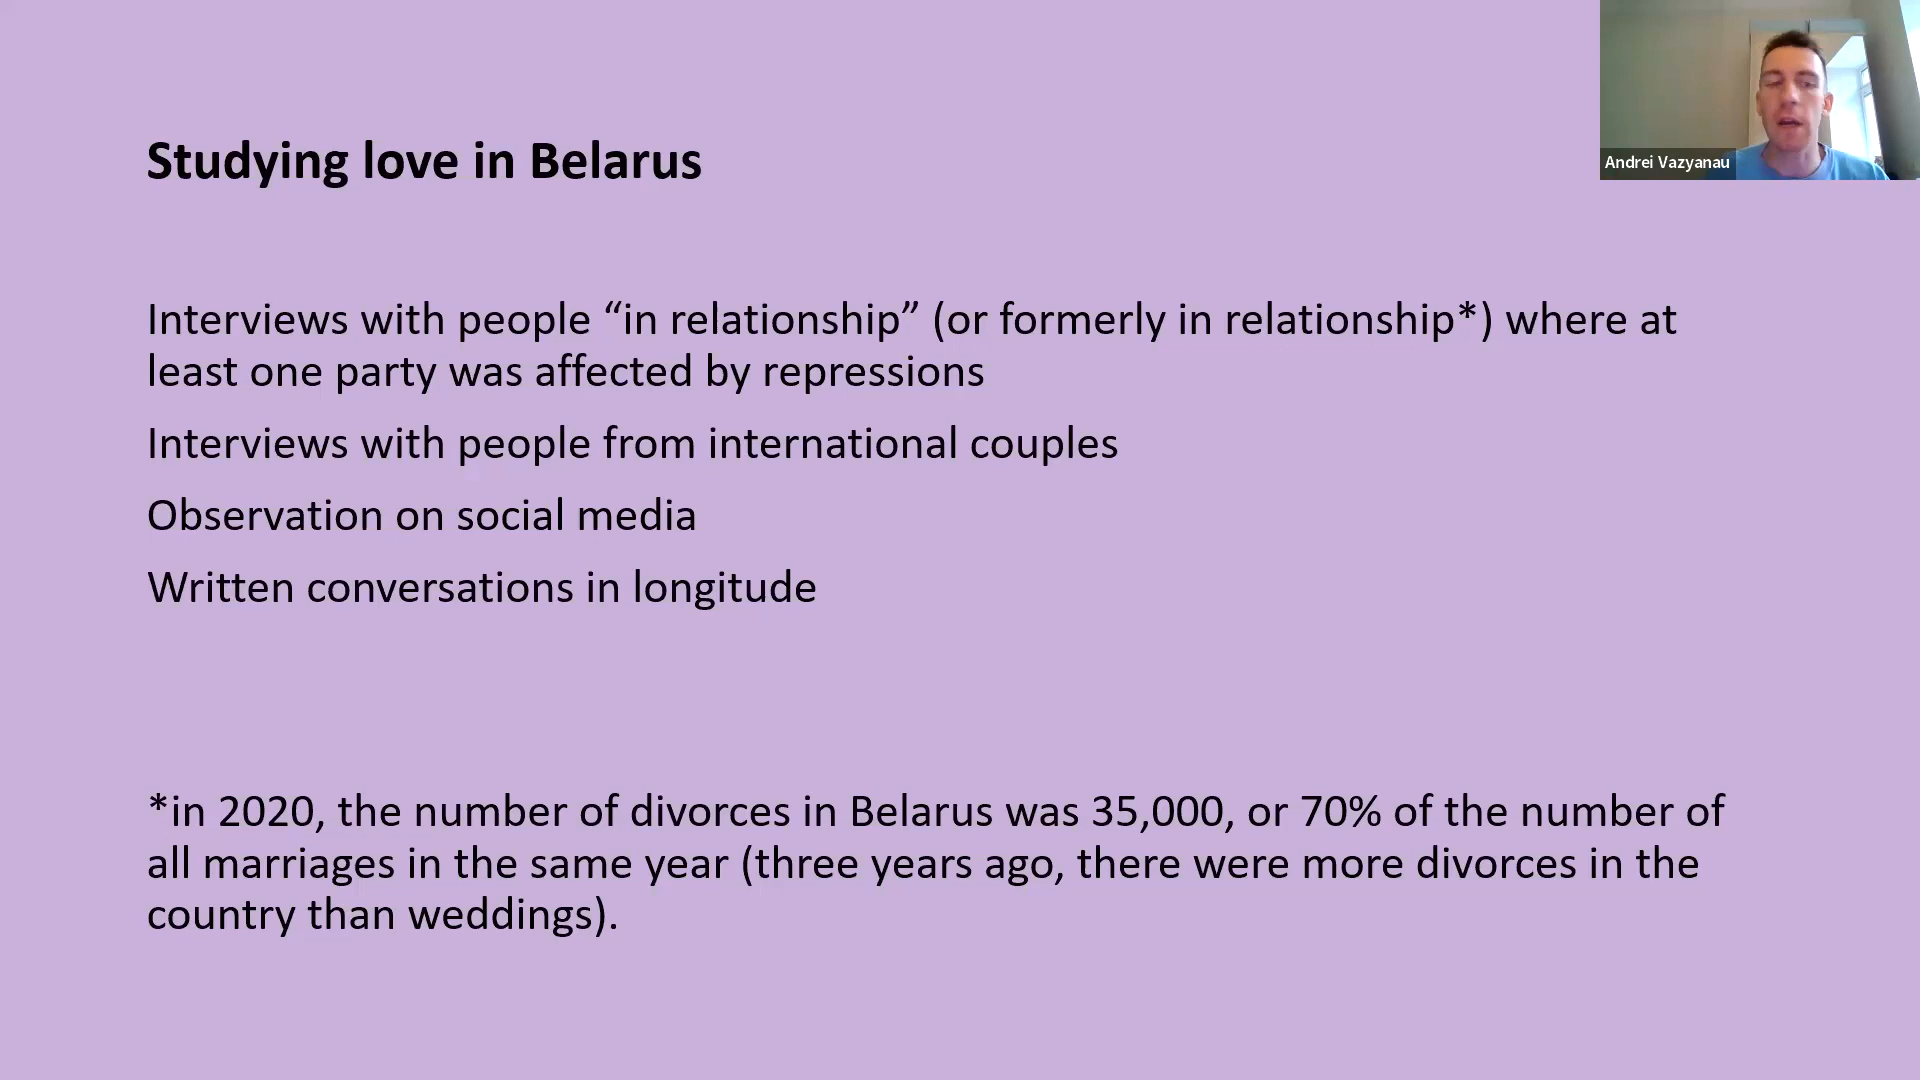 Studying love in Belarus
Andrei Vazyanau
Interviews with people “in relationship” (or formerly in relationship*) where at
least one party was affected by repressions
Interviews with people from international couples
Observation on social media
Written conversations in longitude
*in 2020, the number of divorces in Belarus was 35,000, or 70% of the number of
all marriages in the same year (three years ago, there were more divorces in the
country than weddings).